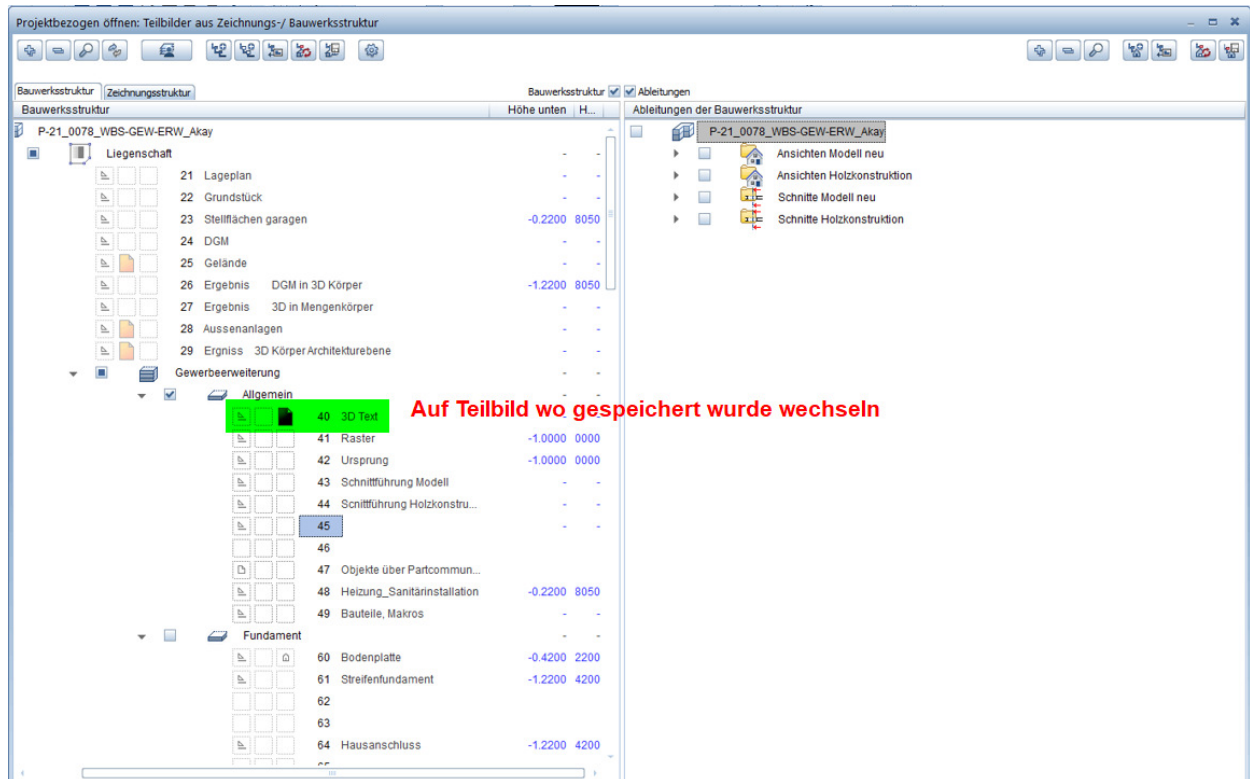 Projektbezogen öffnen: Teilbilder aus Zeichnungs-/ Bauwerksstruktur
Bauwerksstruktur Zeichnungsstruktur Bauwerksstruktur Ableitungen
Bauwerksstruktur Höhe unten H... Ableitungen der Bauwerksstruktur
P-21_0078_WBS-GEW-ERW_Akay P-21_0078_WBS-GEW-ERW_Akay
Liegenschaft - - Ansichten Modell neu
21 Lageplan - - Ansichten Holzkonstruktion
22 Grundstück - - Schnitte Modell neu
23 Stellflächen garagen -0.2200 8050 Schnitte Holzkonstruktion
24 DGM - -
25 Gelände - -
26 Ergebnis DGM in 3D Körper -1.2200 8050
27 Ergebnis 3D in Mengenkörper - -
28 Aussenanlagen - -
29 Ergniss 3D Körper Architekturebene - -
Gewerbeerweiterung - -
Allgemein - -
40 3D Text Auf Teilbild wo gespeichert wurde wechseln
41 Raster -1.0000 0000
42 Ursprung -1.0000 0000
43 Schnittführung Modell - -
44 Scnittführung Holzkonstru... - -
45 - -
46
47 Objekte über Partcommun...
48 Heizung_Sanitärinstallation -0.2200 8050
49 Bauteile, Makros - -
Fundament - -
60 Bodenplatte -0.4200 2200
61 Streifenfundament -1.2200 4200
62
63
64 Hausanschluss -1.2200 4200